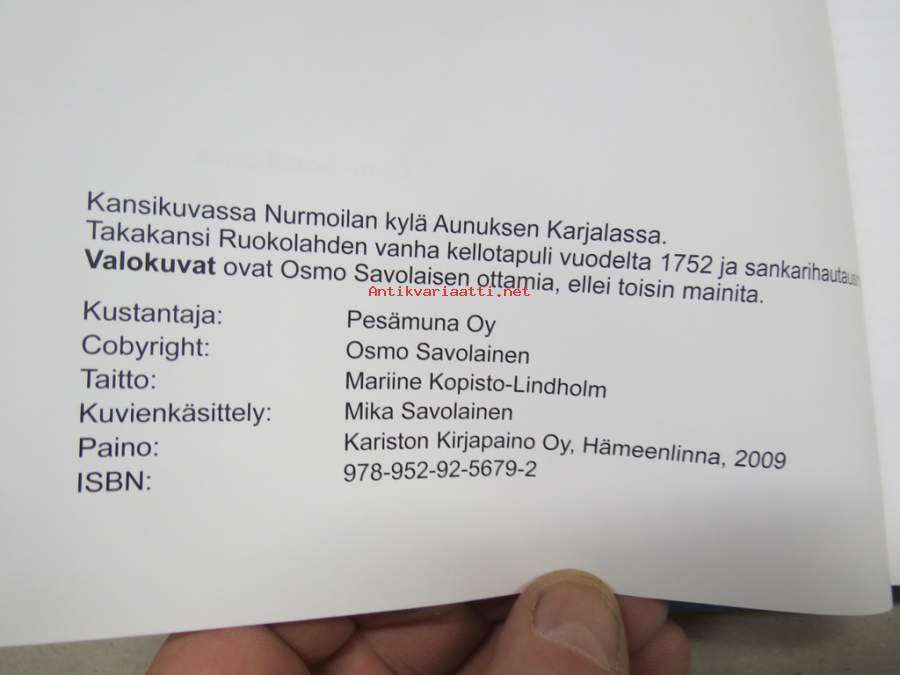 Kansikuvassa Nurmoilan kylä Aunuksen Karjalassa.
Takakansi Ruokolahden vanha kellotapuli vuodelta 1752 ja
Valokuvat ovat Osmo Savolaisen ottamia, ellei toisin mainita.
Antikvariaatti.net
Kustantaja: Pesämuna Oy
Cobyright: Osmo Savolainen
Taitto: Mariine Kopisto-Lindholm
Kuvienkäsittely: Mika Savolainen
Paino: Kariston Kirjapaino Oy, Hämeenlinna, 2009
ISBN: 978-952-92-5679-2